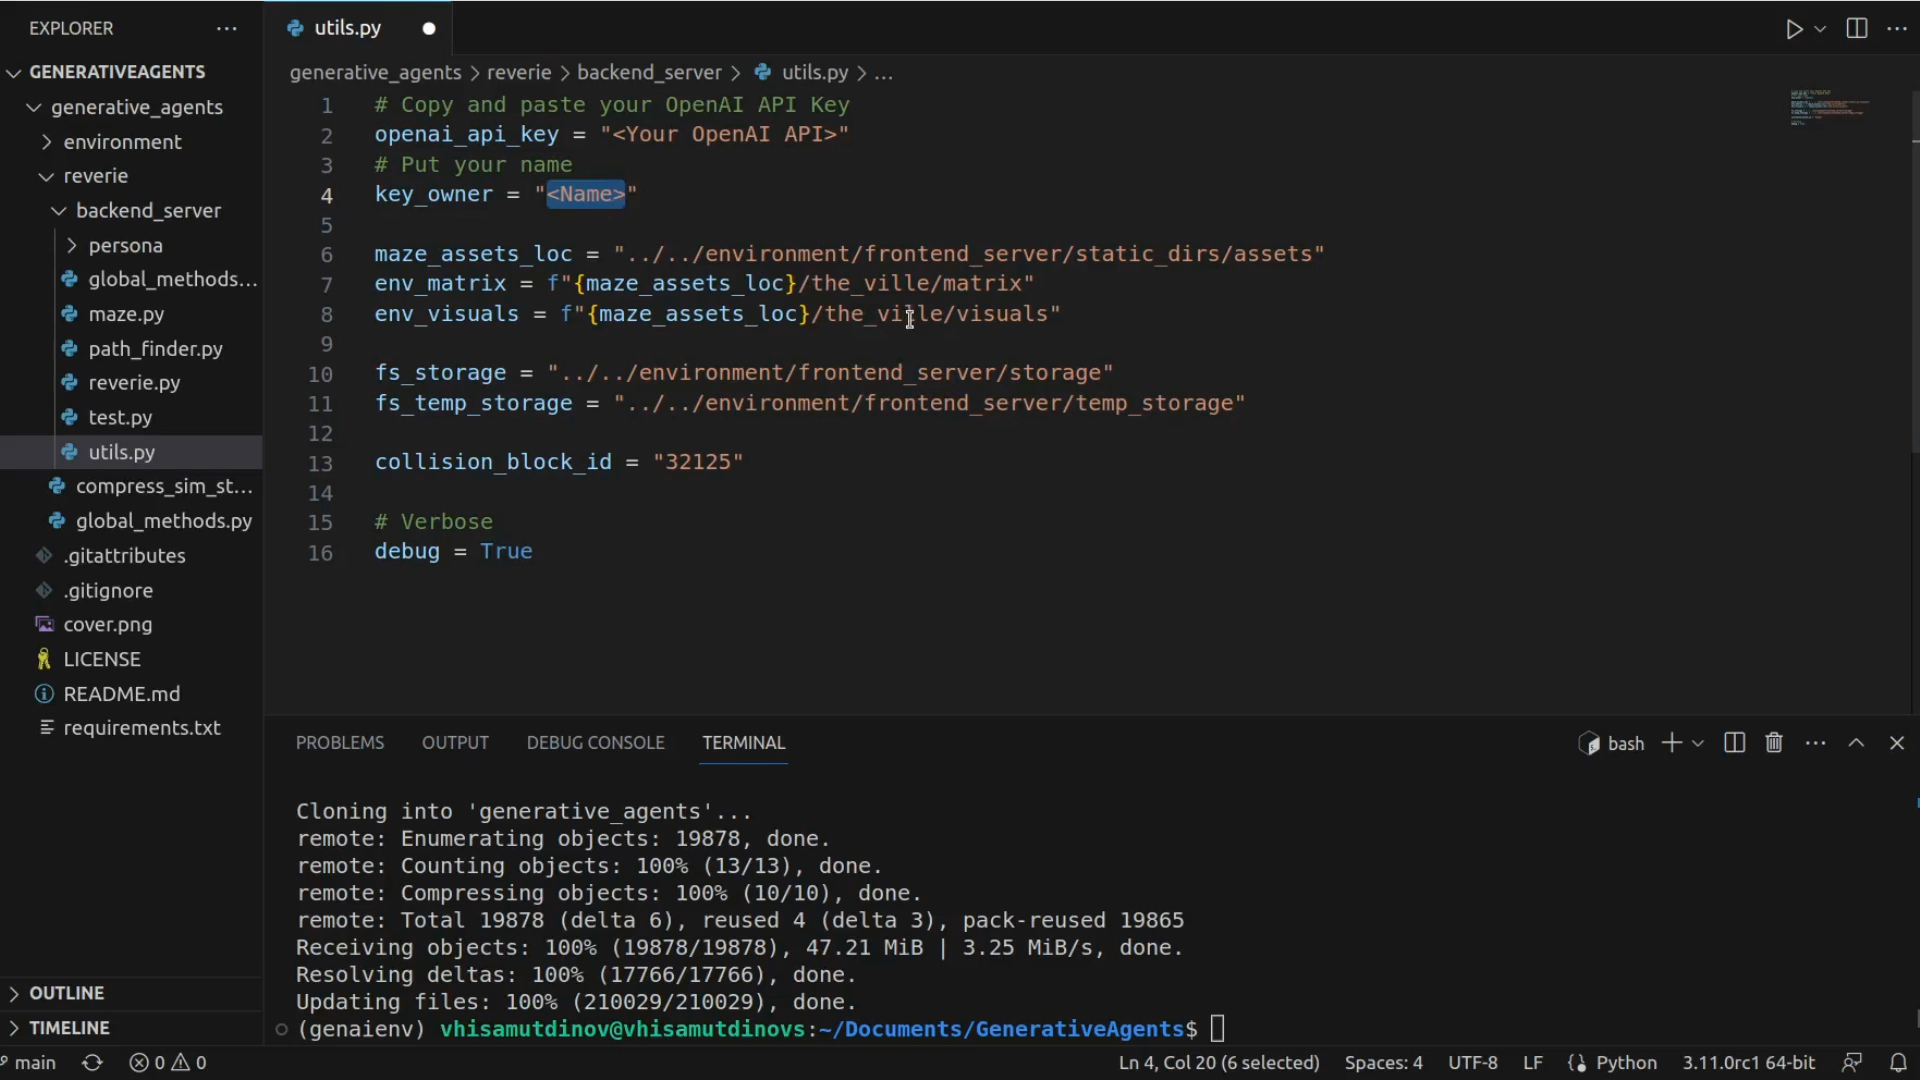 EXPLORER
GENERATIVEAGENTS
generative_agents
environment
reverie
backend_server
persona
global_methods...
maze.py
path_finder.py
reverie.py
test.py
utils.py
compress_sim_st...
global_methods.py
.gitattributes
.gitignore
cover.png
LICENSE
README.md
requirements.txt
OUTLINE
TIMELINE
utils.py
generative_agents > reverie > backend_server > utils.py > ...
1 # Copy and paste your OpenAI API Key
2 openai_api_key = "<Your OpenAI API>"
3 # Put your name
4 key_owner = "<Name>"
5
6 maze_assets_loc = "../../environment/frontend_server/static_dirs/assets"
7 env_matrix = f"{maze_assets_loc}/the_ville/matrix"
8 env_visuals = f"{maze_assets_loc}/the_ville/visuals"
9
10 fs_storage = "../../environment/frontend_server/storage"
11 fs_temp_storage = "../../environment/frontend_server/temp_storage"
12
13 collision_block_id = "32125"
14
15 # Verbose
16 debug = True
PROBLEMS OUTPUT DEBUG CONSOLE TERMINAL
bash
Cloning into 'generative_agents'...
remote: Enumerating objects: 19878, done.
remote: Counting objects: 100% (13/13), done.
remote: Compressing objects: 100% (10/10), done.
remote: Total 19878 (delta 6), reused 4 (delta 3), pack-reused 19865
Receiving objects: 100% (19878/19878), 47.21 MiB | 3.25 MiB/s, done.
Resolving deltas: 100% (17766/17766), done.
Updating files: 100% (210029/210029), done.
(genaienv) vhisamutdinov@vhisamutdinovs:~/Documents/GenerativeAgents$
main 0 0 Ln 4, Col 20 (6 selected) Spaces: 4 UTF-8 LF Python 3.11.0rc1 64-bit